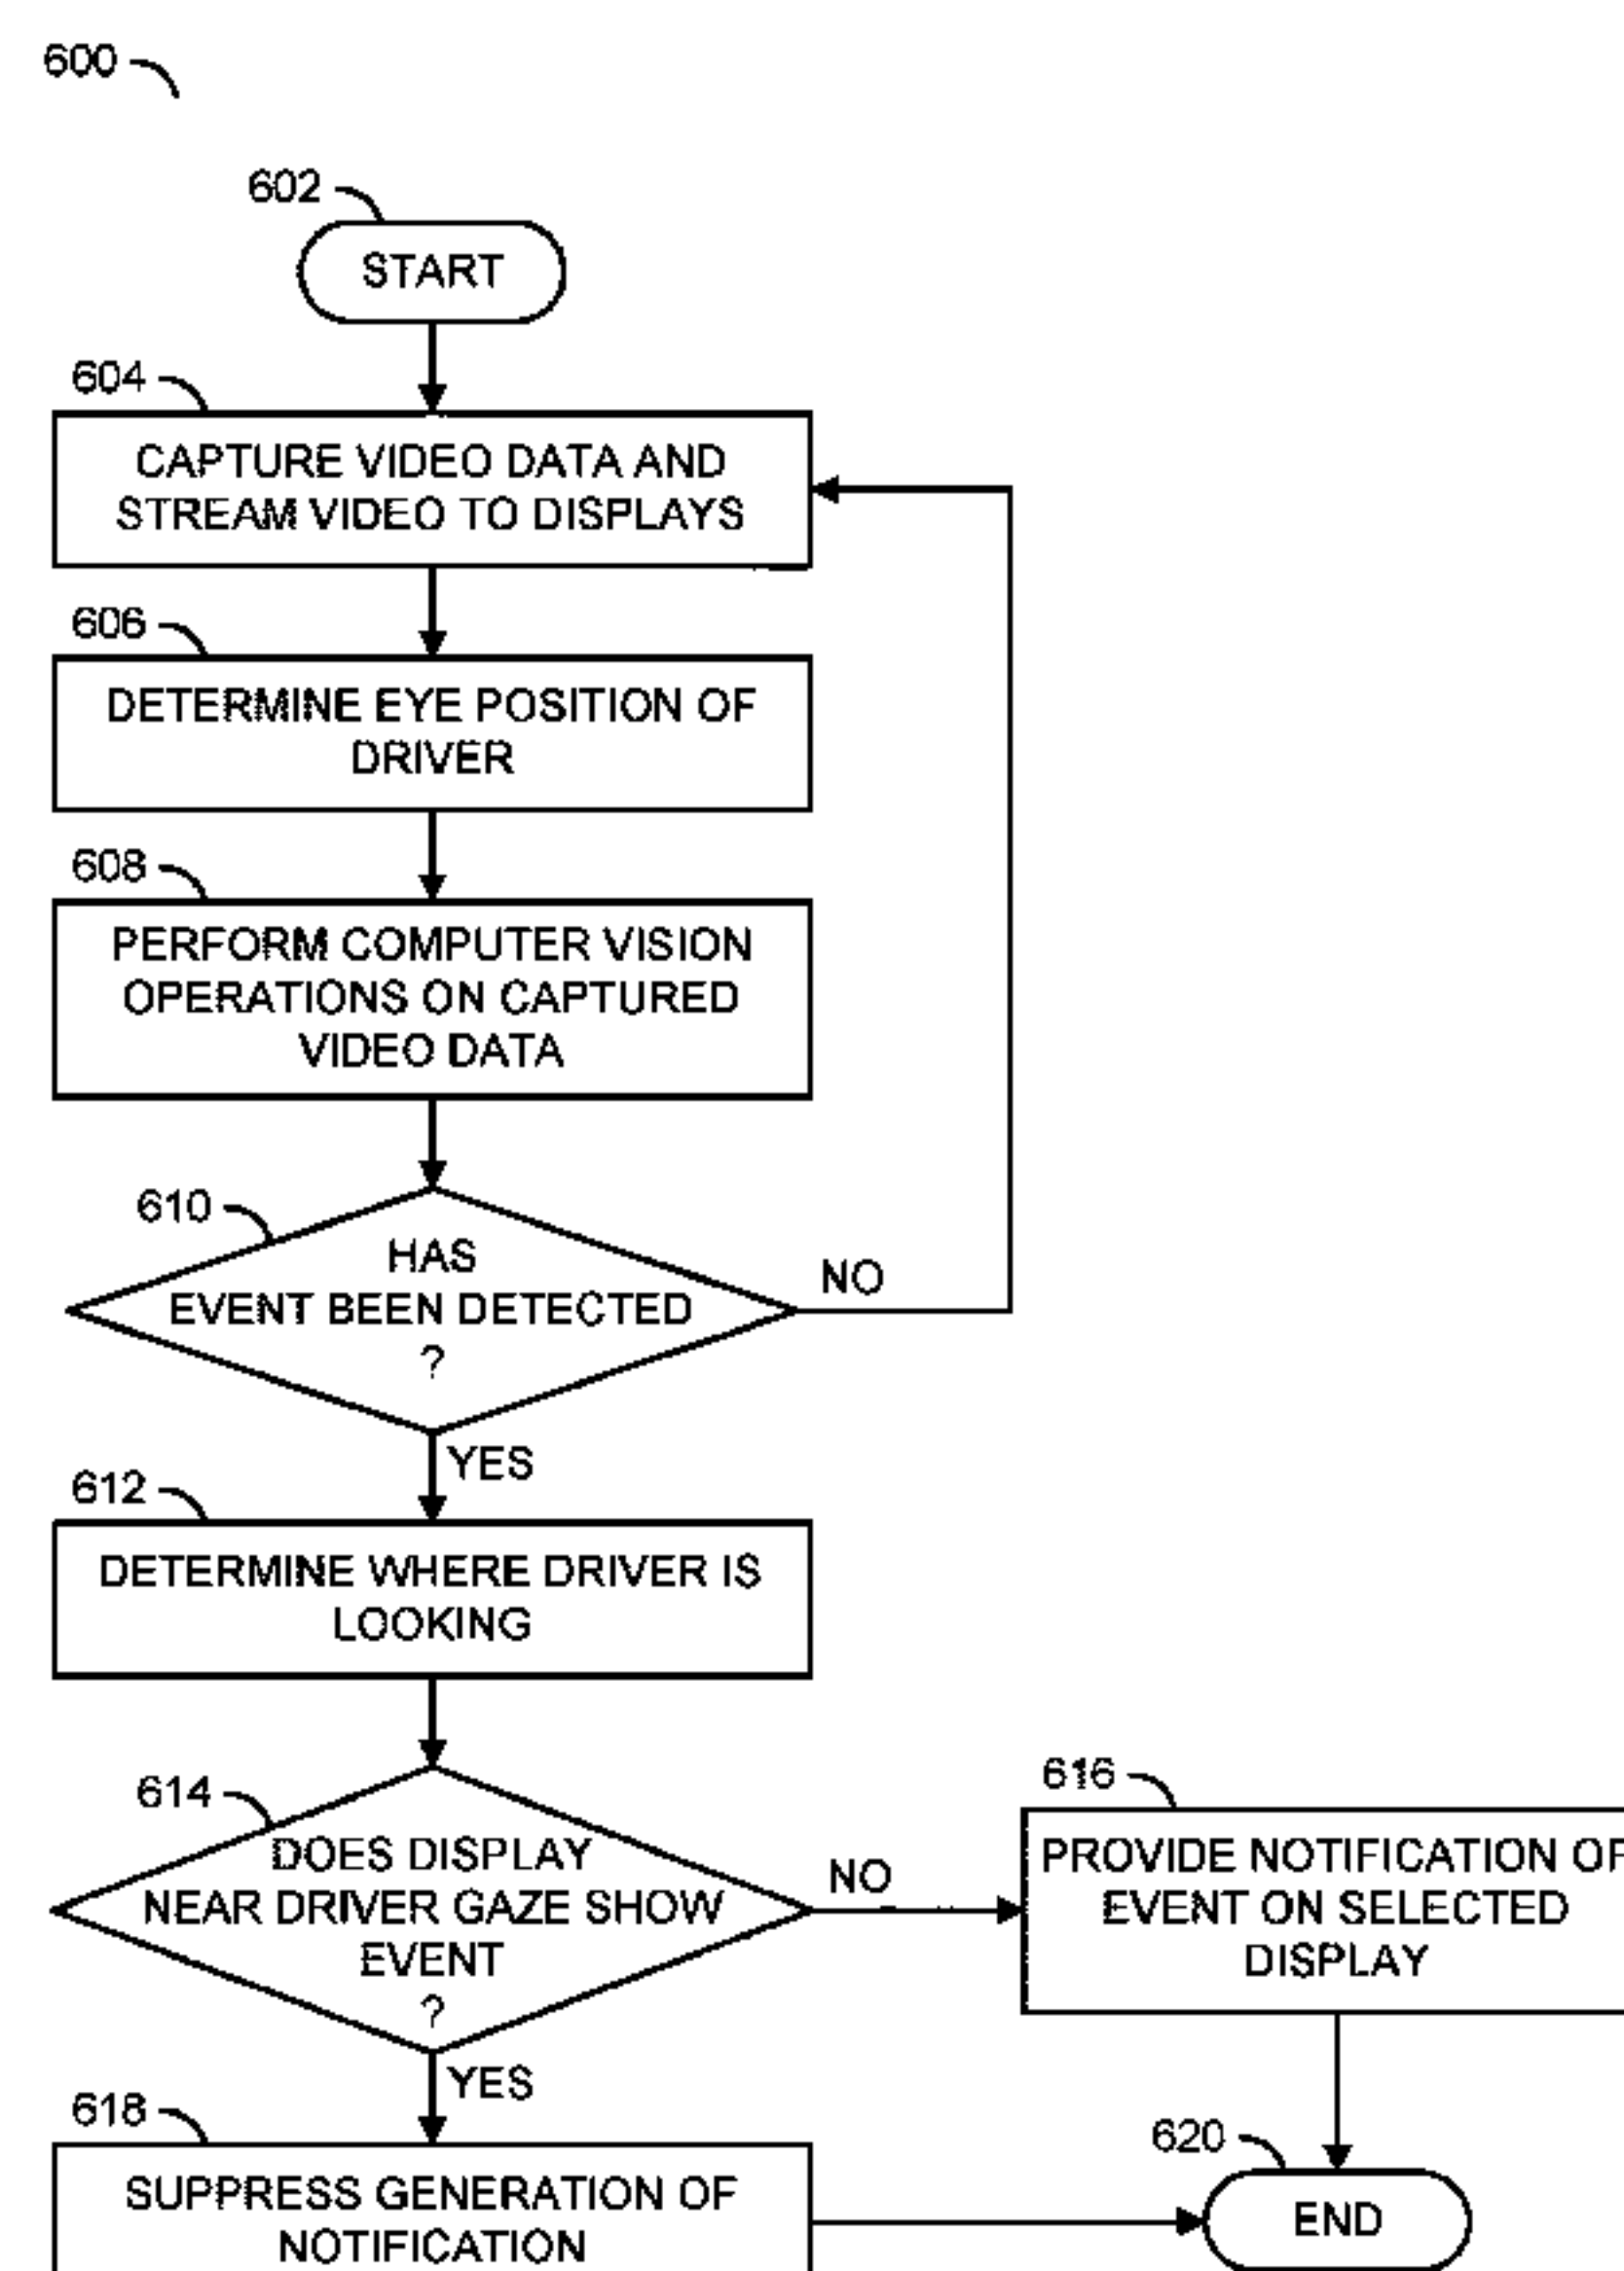 600
602
START
604
CAPTURE VIDEO DATA AND
STREAM VIDEO TO DISPLAYS
606
DETERMINE EYE POSITION OF
DRIVER
608
PERFORM COMPUTER VISION
OPERATIONS ON CAPTURED
VIDEO DATA
610
HAS
EVENT BEEN DETECTED
?
NO
YES
612
DETERMINE WHERE DRIVER IS
LOOKING
614
DOES DISPLAY
NEAR DRIVER GAZE SHOW
EVENT
?
NO
YES
616
PROVIDE NOTIFICATION OF
EVENT ON SELECTED
DISPLAY
618
SUPPRESS GENERATION OF
NOTIFICATION
620
END